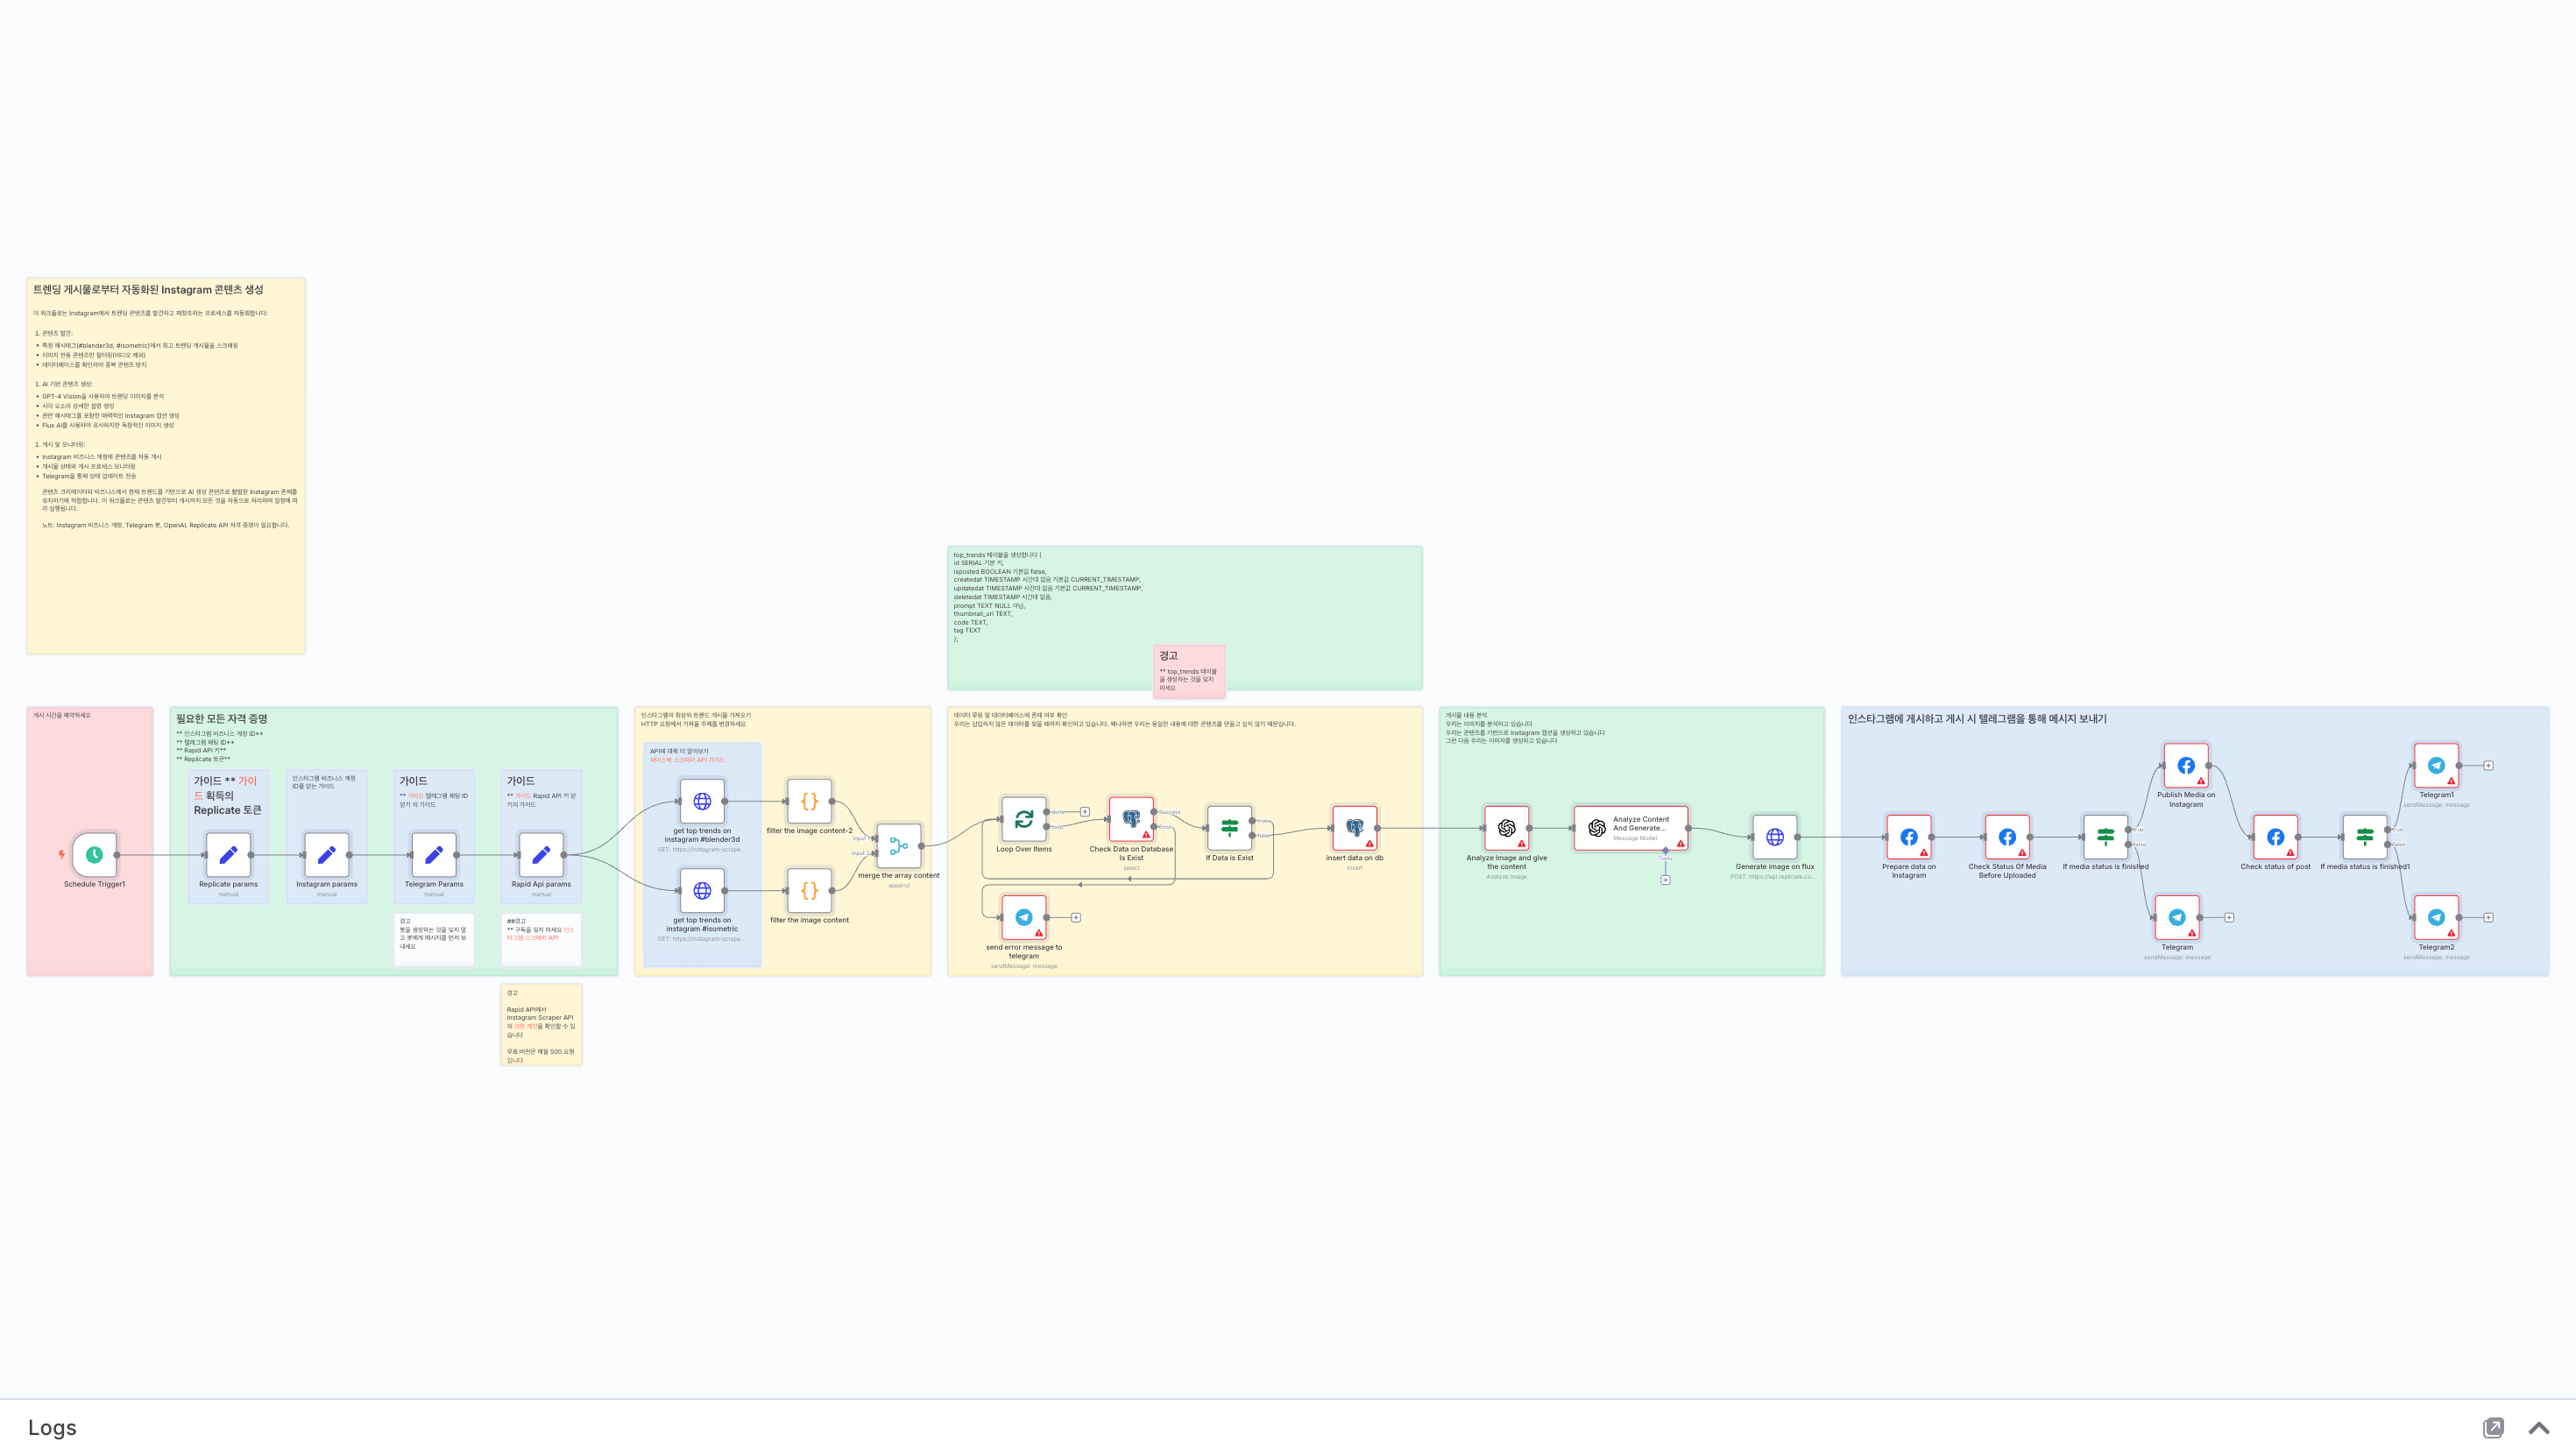 트렌딩 게시물로부터 자동화된 Instagram 콘텐츠 생성
이 워크플로는 Instagram에서 트렌딩 콘텐츠를 발견하고 재창조하는 프로세스를 자동화합니다:
1. 콘텐츠 발견:
• 특정 해시태그(#blender3d, #isometric)에서 최고 트렌딩 게시물을 스크래핑
• 이미지 전용 콘텐츠만 필터링(비디오 제외)
• 데이터베이스를 확인하여 중복 콘텐츠 방지
1. AI 기반 콘텐츠 생성:
• GPT-4 Vision을 사용하여 트렌딩 이미지를 분석
• 시각 요소의 상세한 설명 생성
• 관련 해시태그를 포함한 매력적인 Instagram 캡션 생성
• Flux AI를 사용하여 유사하지만 독창적인 이미지 생성
1. 게시 및 모니터링:
• Instagram 비즈니스 계정에 콘텐츠를 자동 게시
• 게시물 상태와 게시 프로세스 모니터링
• Telegram을 통해 상태 업데이트 전송
콘텐츠 크리에이터와 비즈니스에서 현재 트렌드를 기반으로 AI 생성 콘텐츠로 활발한 Instagram 존재를
유지하기에 적합합니다. 이 워크플로는 콘텐츠 발견부터 게시까지 모든 것을 자동으로 처리하며 일정에 따
라 실행됩니다.
노트: Instagram 비즈니스 계정, Telegram 봇, OpenAI, Replicate API 자격 증명이 필요합니다.
top_trends 테이블을 생성합니다 (
id SERIAL 기본 키,
isposted BOOLEAN 기본값 false,
createdat TIMESTAMP 시간대 없음 기본값 CURRENT_TIMESTAMP,
updatedat TIMESTAMP 시간대 없음 기본값 CURRENT_TIMESTAMP,
deletedat TIMESTAMP 시간대 없음,
prompt TEXT NULL 아님,
thumbnail_url TEXT,
code TEXT,
tag TEXT
);
경고
** top_trends 테이블
을 생성하는 것을 잊지
마세요
게시 시간을 예약하세요
Schedule Trigger1
필요한 모든 자격 증명
** 인스타그램 비즈니스 계정 ID**
** 텔레그램 채팅 ID**
** Rapid API 키**
** Replicate 토큰**
가이드 ** 가이
드 획득의
Replicate 토큰
Replicate params
manual
인스타그램 비즈니스 계정
ID를 얻는 가이드
Instagram params
manual
가이드
** 가이드 텔레그램 채팅 ID
얻기 의 가이드
Telegram Params
manual
경고
봇을 생성하는 것을 잊지 말
고 봇에게 메시지를 먼저 보
내세요
가이드
** 가이드 Rapid API 키 얻
기의 가이드
Rapid Api params
manual
##경고
** 구독을 잊지 마세요 인스
타그램 스크래퍼 API
경고
Rapid API에서
Instagram Scraper API
의 요청 제한을 확인할 수 있
습니다
무료 버전은 매월 500 요청
입니다
인스타그램의 최상위 트렌드 게시물 가져오기
HTTP 요청에서 가져올 주제를 변경하세요
API에 대해 더 알아보기
페이스북 스크래퍼 API 가이드
get top trends on
instagram #blender3d
GET: https://instagram-scrape...
get top trends on
instagram #isometric
GET: https://instagram-scrape...
filter the image content-2
filter the image content
Input 1
Input 2
merge the array content
append
데이터 루핑 및 데이터베이스에 존재 여부 확인
우리는 삽입하지 않은 데이터를 찾을 때까지 확인하고 있습니다. 왜냐하면 우리는 동일한 내용에 대한 콘텐츠를 만들고 싶지 않기 때문입니다.
done
loop
Loop Over Items
Success
Error
Check Data on Database
Is Exist
select
true
false
If Data is Exist
insert data on db
insert
send error message to
telegram
sendMessage: message
게시물 내용 분석
우리는 이미지를 분석하고 있습니다
우리는 콘텐츠를 기반으로 Instagram 캡션을 생성하고 있습니다
그런 다음 우리는 이미지를 생성하고 있습니다
Analyze Image and give
the content
Analyze Image
Analyze Content
And Generate...
Message Model
Tools
Generate image on flux
POST: https://api.replicate.co...
인스타그램에 게시하고 게시 시 텔레그램을 통해 메시지 보내기
Prepare data on
Instagram
Check Status Of Media
Before Uploaded
true
false
If media status is finished
Publish Media on
Instagram
Telegram
sendMessage: message
Check status of post
true
false
If media status is finished1
Telegram1
sendMessage: message
Telegram2
sendMessage: message
Logs